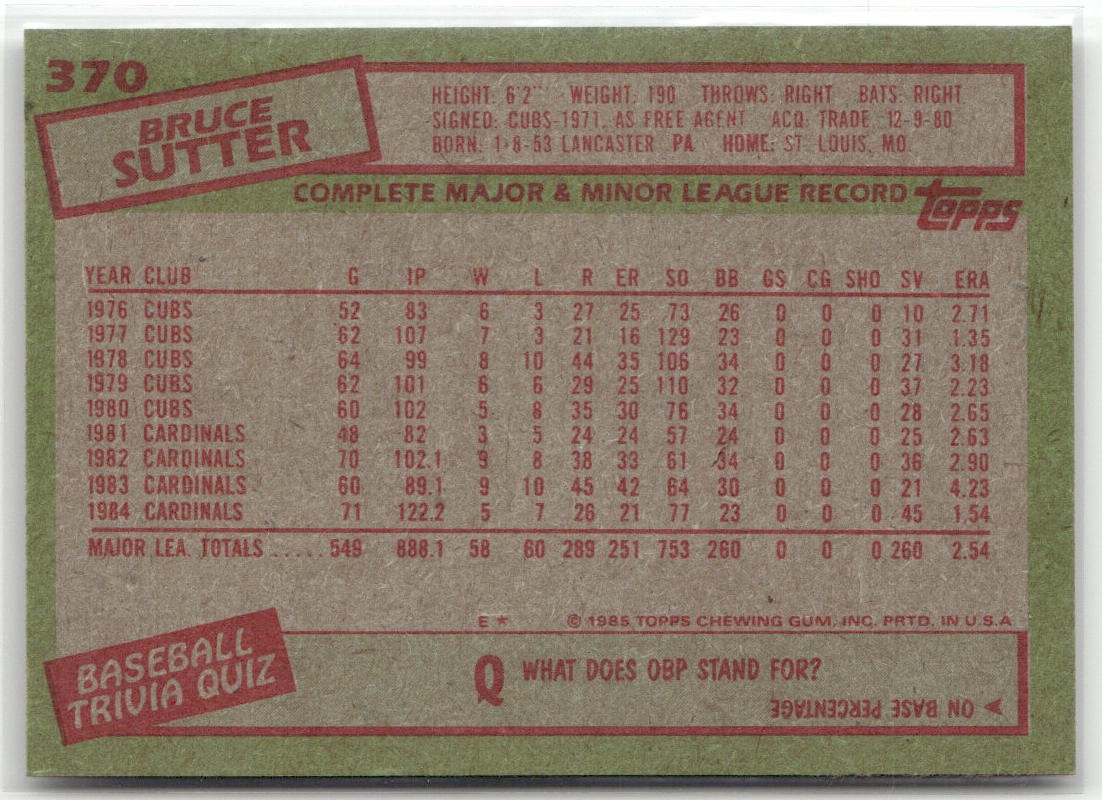 370
BRUCE
SUTTER
HEIGHT: 6'2" WEIGHT: 190 THROWS: RIGHT BATS: RIGHT
SIGNED: CUBS-1971, AS FREE AGENT ACQ: TRADE 12-9-80
BORN: 1-8-53 LANCASTER PA HOME: ST. LOUIS, MO.
COMPLETE MAJOR & MINOR LEAGUE RECORD topps
YEAR CLUB G IP W L R ER SO BB GS CG SHO SV ERA
1976 CUBS 52 83 6 3 27 25 73 26 0 0 0 10 2.71
1977 CUBS 62 107 7 3 21 16 129 23 0 0 0 31 1.35
1978 CUBS 64 99 8 10 44 35 106 34 0 0 0 27 3.18
1979 CUBS 62 101 6 6 29 25 110 32 0 0 0 37 2.23
1980 CUBS 60 102 5 8 35 30 76 34 0 0 0 28 2.65
1981 CARDINALS 48 82 3 5 24 24 57 24 0 0 0 25 2.63
1982 CARDINALS 70 102.1 9 8 38 33 61 34 0 0 0 36 2.90
1983 CARDINALS 60 89.1 9 10 45 42 64 30 0 0 0 21 4.23
1984 CARDINALS 71 122.2 5 7 26 21 77 23 0 0 0 45 1.54
MAJOR LEA. TOTALS ..... 549 888.1 58 60 289 251 753 260 0 0 0 260 2.54
E * © 1985 TOPPS CHEWING GUM, INC. PRTD. IN U.S.A
BASEBALL
TRIVIA QUIZ
Q WHAT DOES OBP STAND FOR?
ON BASE PERCENTAGE